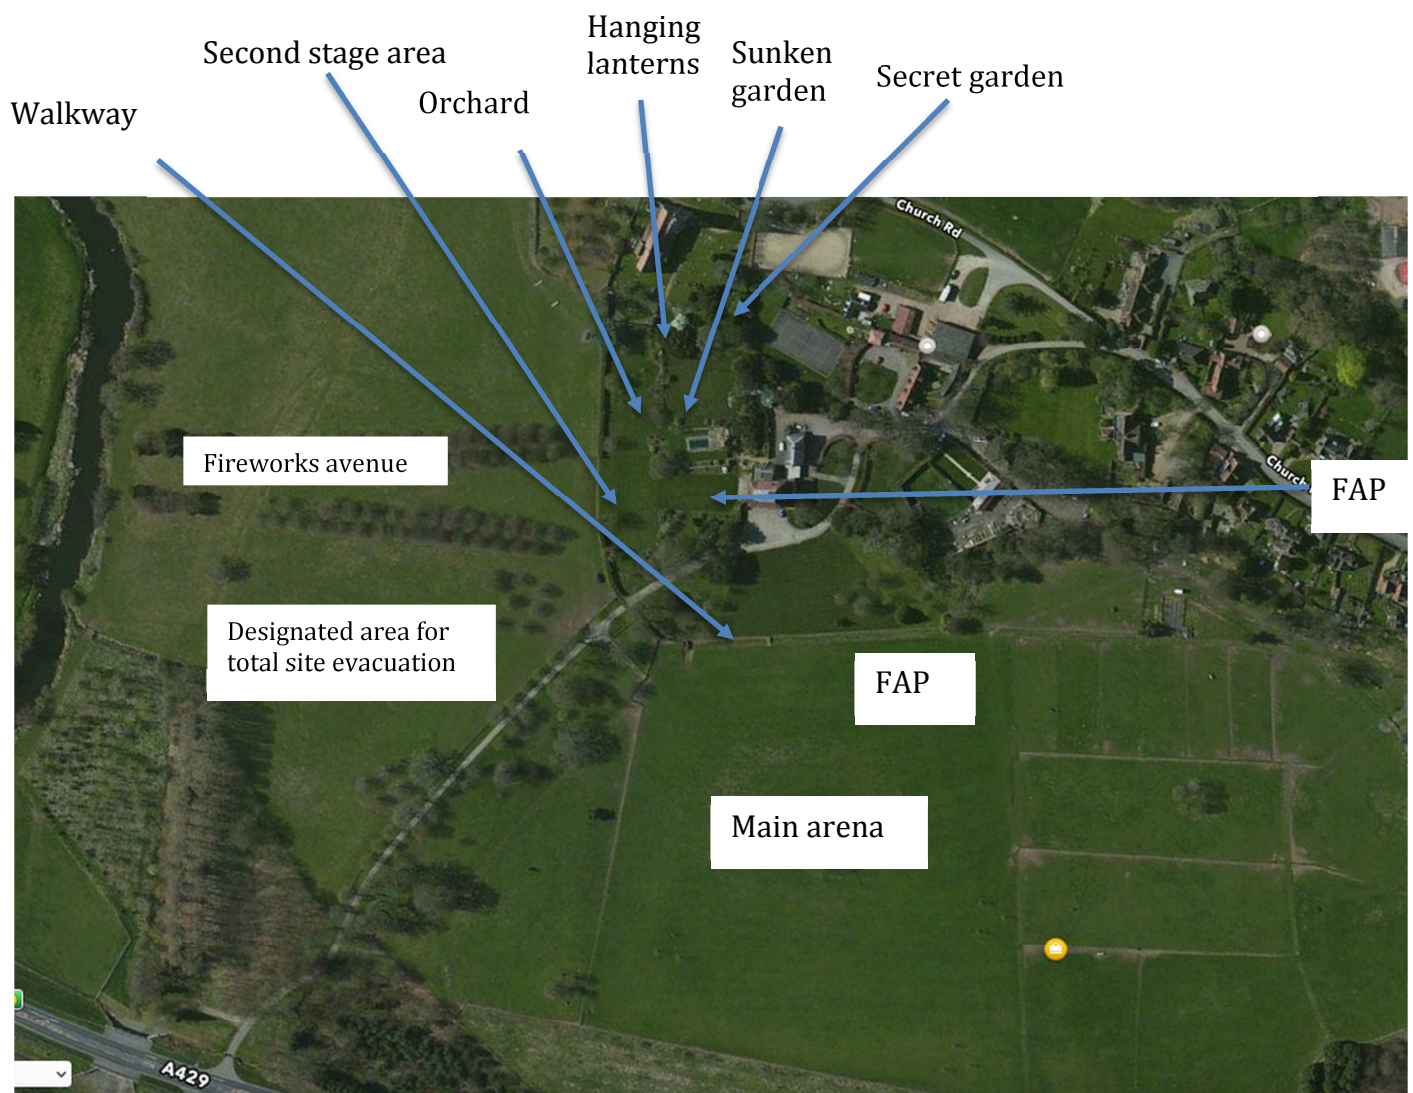 Hanging
lanterns
Second stage area
Sunken
garden
Secret garden
Orchard
Walkway
Church Rd
Fireworks avenue
Church
FAP
Designated area for
total site evacuation
FAP
Main arena
A429